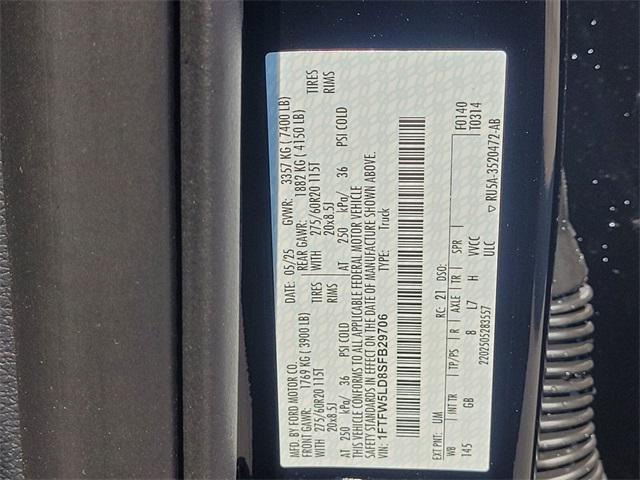 MFD. BY FORD MOTOR CO.
DATE: 05/25 GVWR: 3357 KG ( 7400 LB)
FRONT GAWR: 1769 KG ( 3900 LB) REAR GAWR: 1882 KG ( 4150 LB)
WITH 275/60R20 115T TIRES WITH 275/60R20 115T TIRES
20x8.5J RIMS 20x8.5J RIMS
AT 250 kPa/ 36 PSI COLD AT 250 kPa/ 36 PSI COLD
THIS VEHICLE CONFORMS TO ALL APPLICABLE FEDERAL MOTOR VEHICLE
SAFETY STANDARDS IN EFFECT ON THE DATE OF MANUFACTURE SHOWN ABOVE.
VIN: 1FTFW5LD8SFB29706 TYPE: Truck
F0140
T0314
EXT PNT: UM RC: 21 DSO:
WB INT TR TP/PS R AXLE TR SPR
145 GB 8 L7 H VVCC
ULC
2202505283557
▽ RU5A-3520472-AB